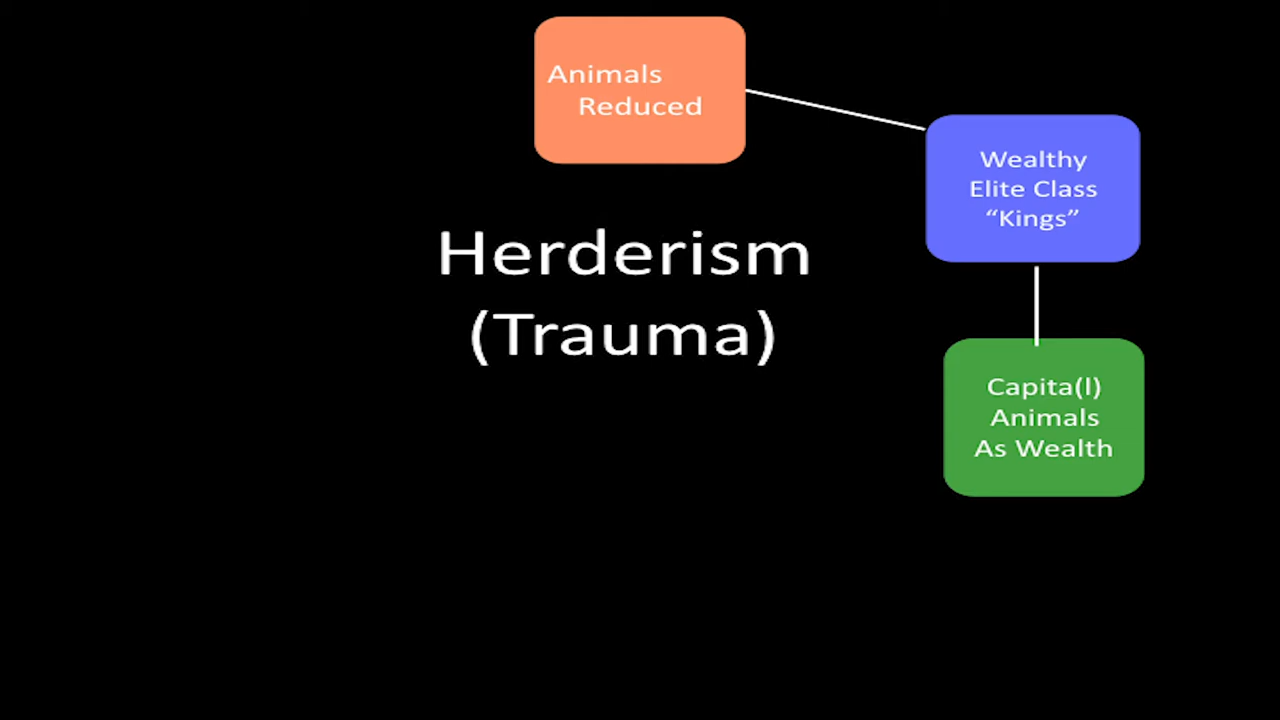 Animals
Reduced
Wealthy
Elite Class
“Kings”
Herderism
(Trauma)
Capita(l)
Animals
As Wealth